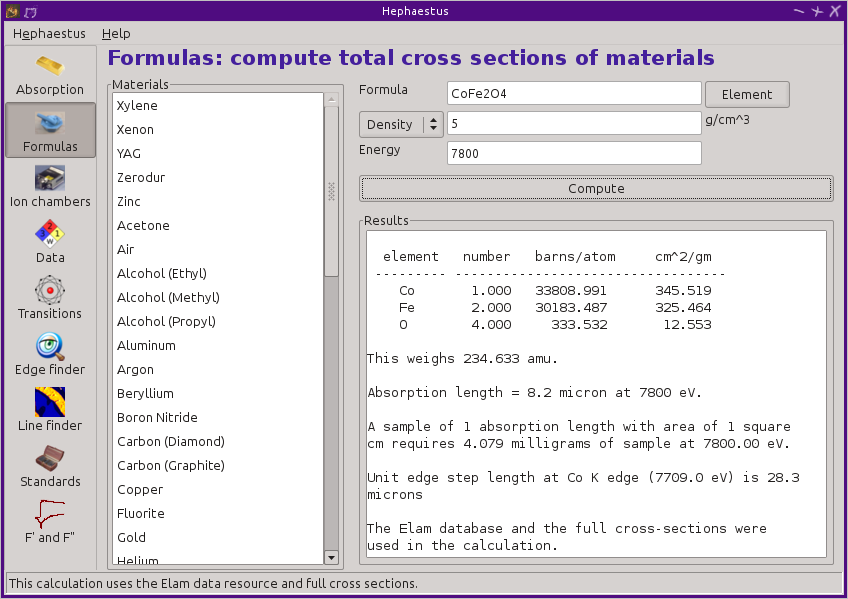 Hephaestus
Hephaestus Help
Formulas: compute total cross sections of materials
Absorption
Formulas
Ion chambers
Data
Transitions
Edge finder
Line finder
Standards
F' and F"
Materials
Xylene
Xenon
YAG
Zerodur
Zinc
Acetone
Air
Alcohol (Ethyl)
Alcohol (Methyl)
Alcohol (Propyl)
Aluminum
Argon
Beryllium
Boron Nitride
Carbon (Diamond)
Carbon (Graphite)
Copper
Fluorite
Gold
Helium
Formula CoFe2O4 Element
Density 5 g/cm^3
Energy 7800
Compute
Results
element number barns/atom cm^2/gm
--------- ----------------------------------
Co 1.000 33808.991 345.519
Fe 2.000 30183.487 325.464
O 4.000 333.532 12.553
This weighs 234.633 amu.
Absorption length = 8.2 micron at 7800 eV.
A sample of 1 absorption length with area of 1 square
cm requires 4.079 milligrams of sample at 7800.00 eV.
Unit edge step length at Co K edge (7709.0 eV) is 28.3
microns
The Elam database and the full cross-sections were
used in the calculation.
This calculation uses the Elam data resource and full cross sections.